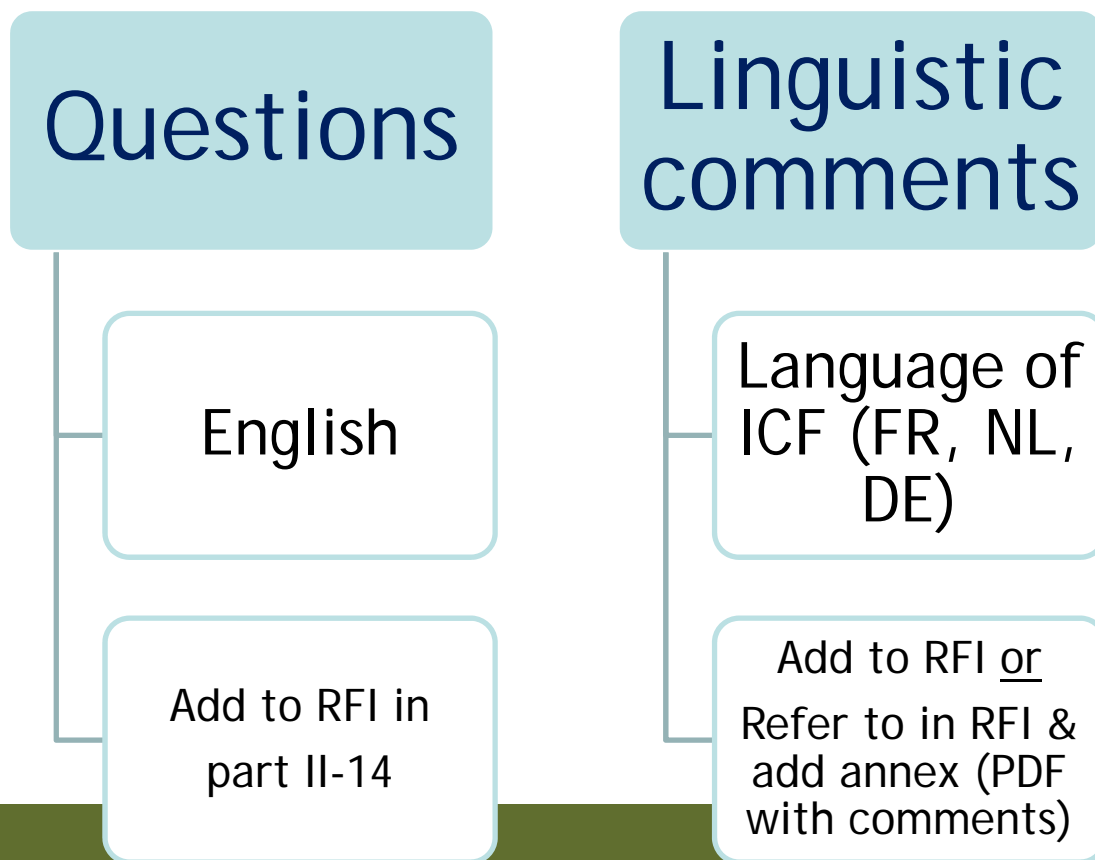 Questions
English
Add to RFI in
part II-14
Linguistic
comments
Language of
ICF (FR, NL,
DE)
Add to RFI or
Refer to in RFI &
add annex (PDF
with comments)